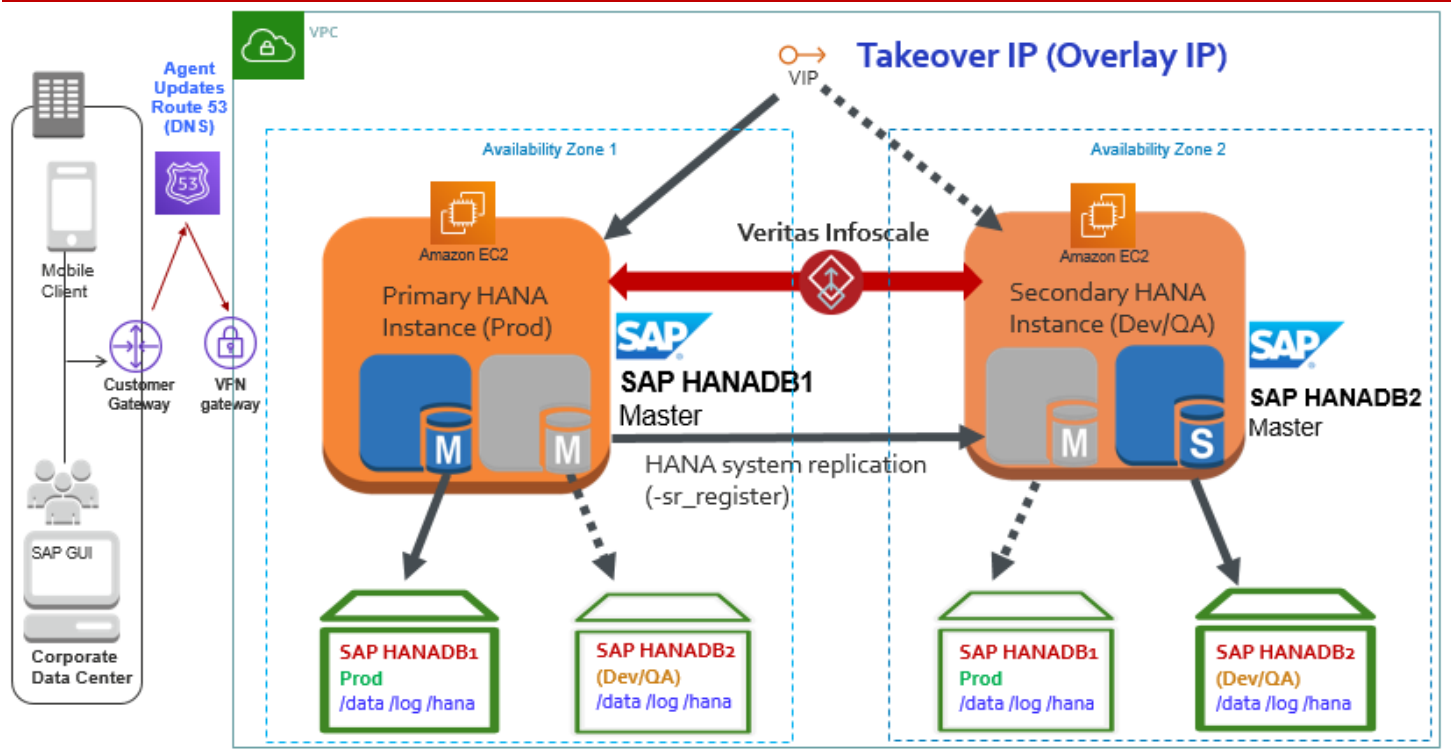 VPC
Takeover IP (Overlay IP)
VIP
Agent
Updates
Route 53
(DNS)
53
Availability Zone 1
Availability Zone 2
Amazon EC2
Amazon EC2
Veritas Infoscale
Primary HANA
Instance (Prod)
Secondary HANA
Instance (Dev/QA)
Mobile
Client
Customer
Gateway
VPN
gateway
SAP
SAP HANADB1
Master
SAP
SAP HANADB2
Master
M
M
M
S
HANA system replication
(-sr_register)
SAP GUI
Corporate
Data Center
SAP HANADB1
Prod
/data /log /hana
SAP HANADB2
(Dev/QA)
/data /log /hana
SAP HANADB1
Prod
/data /log /hana
SAP HANADB2
(Dev/QA)
/data /log /hana